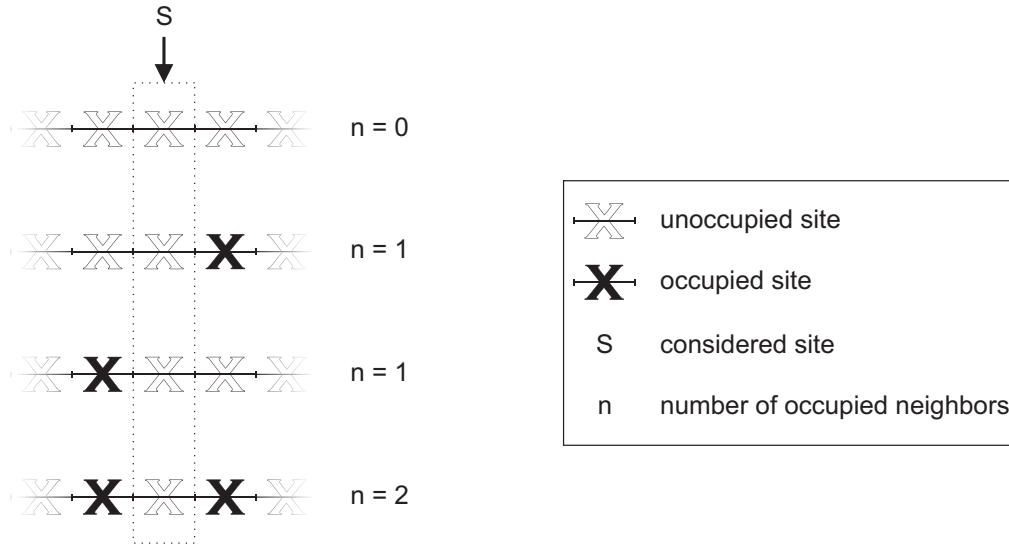 S
X X X X X n = 0
X X X X X n = 1
X X X X X n = 1
X X X X X n = 2
X unoccupied site
X occupied site
S considered site
n number of occupied neighbors